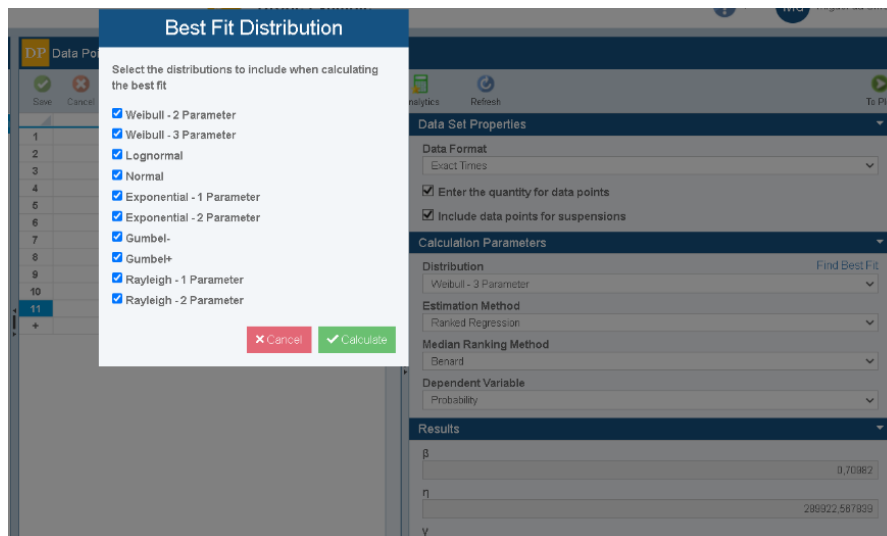 Best Fit Distribution
Select the distributions to include when calculating
the best fit
Weibull - 2 Parameter
Weibull - 3 Parameter
Lognormal
Normal
Exponential - 1 Parameter
Exponential - 2 Parameter
Gumbel-
Gumbel+
Rayleigh - 1 Parameter
Rayleigh - 2 Parameter
Cancel
Calculate
DP Data Poi
Save
Cancel
1
2
3
4
5
6
7
8
9
10
11
+
nalytics
Refresh
To Pl
Data Set Properties
Data Format
Exact Times
Enter the quantity for data points
Include data points for suspensions
Calculation Parameters
Distribution
Find Best Fit
Weibull - 3 Parameter
Estimation Method
Ranked Regression
Median Ranking Method
Benard
Dependent Variable
Probability
Results
β
0,70982
η
289922,567939
γ